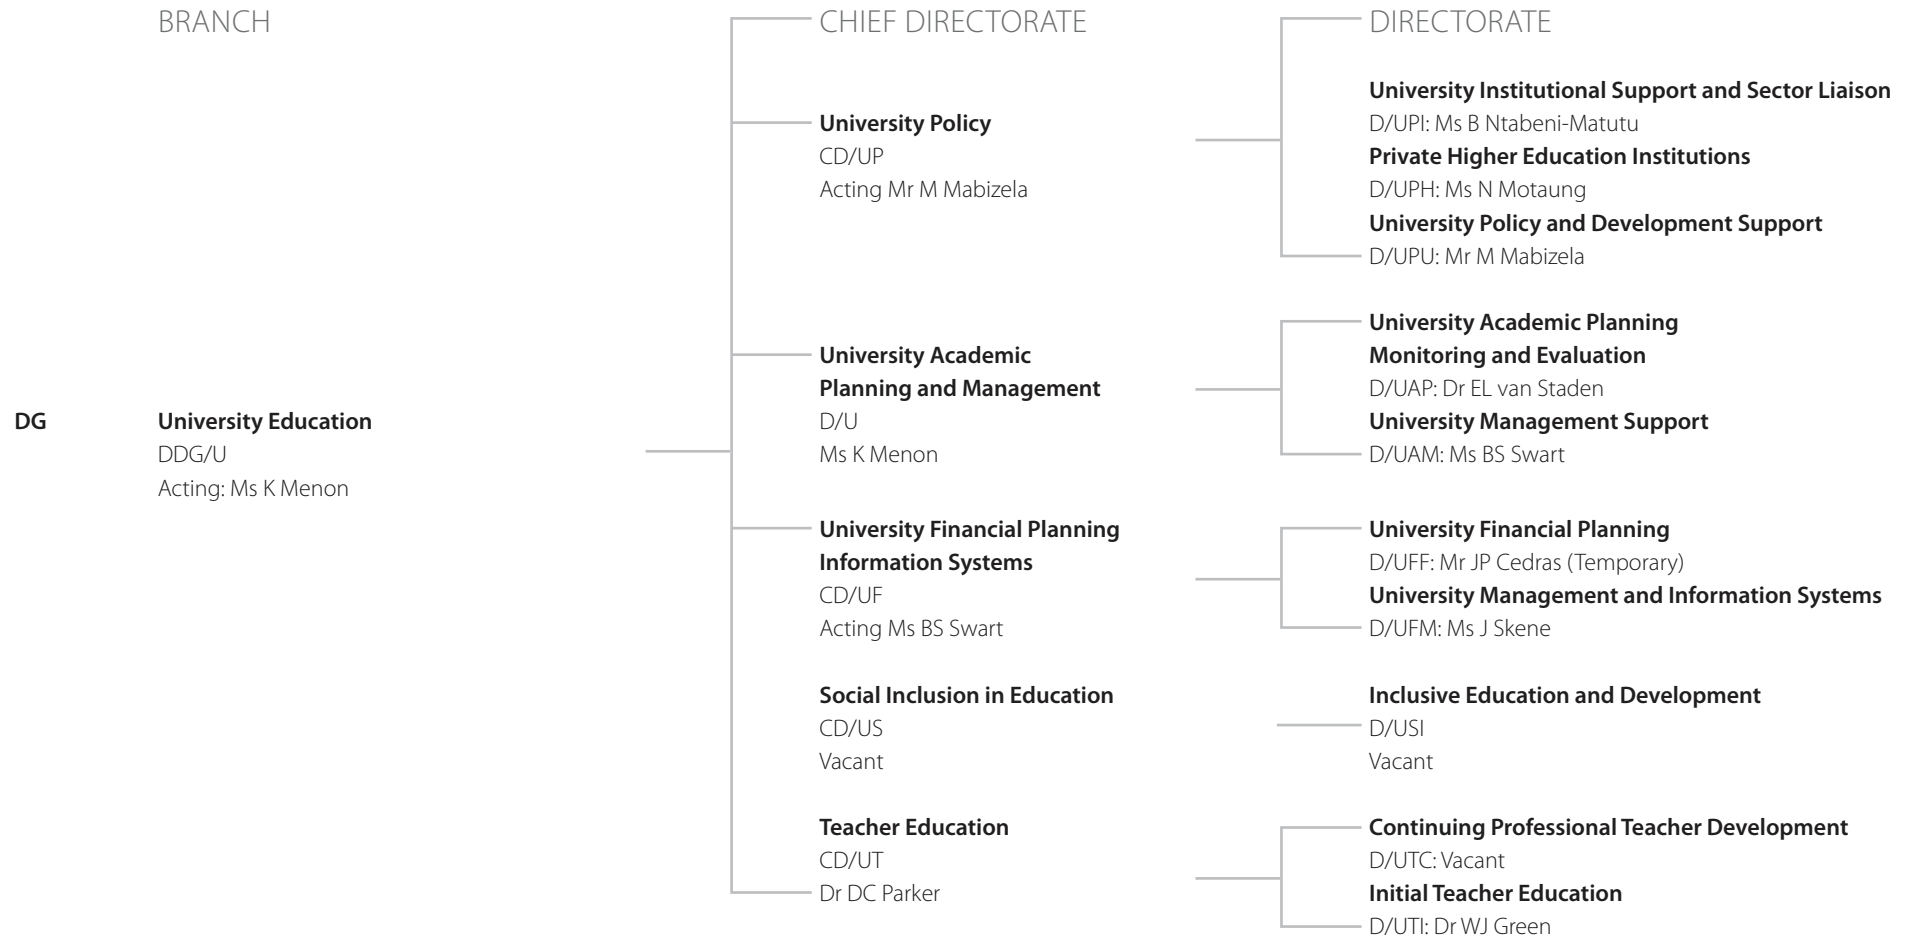 BRANCH
CHIEF DIRECTORATE
DIRECTORATE
DG
University Education
DDG/U
Acting: Ms K Menon
University Policy
CD/UP
Acting Mr M Mabizela
University Institutional Support and Sector Liaison
D/UPI: Ms B Ntabeni-Matutu
Private Higher Education Institutions
D/UPH: Ms N Motaung
University Policy and Development Support
D/UPU: Mr M Mabizela
University Academic
Planning and Management
D/U
Ms K Menon
University Academic Planning
Monitoring and Evaluation
D/UAP: Dr EL van Staden
University Management Support
D/UAM: Ms BS Swart
University Financial Planning
Information Systems
CD/UF
Acting Ms BS Swart
University Financial Planning
D/UFF: Mr JP Cedras (Temporary)
University Management and Information Systems
D/UFM: Ms J Skene
Social Inclusion in Education
CD/US
Vacant
Inclusive Education and Development
D/USI
Vacant
Teacher Education
CD/UT
Dr DC Parker
Continuing Professional Teacher Development
D/UTC: Vacant
Initial Teacher Education
D/UTI: Dr WJ Green